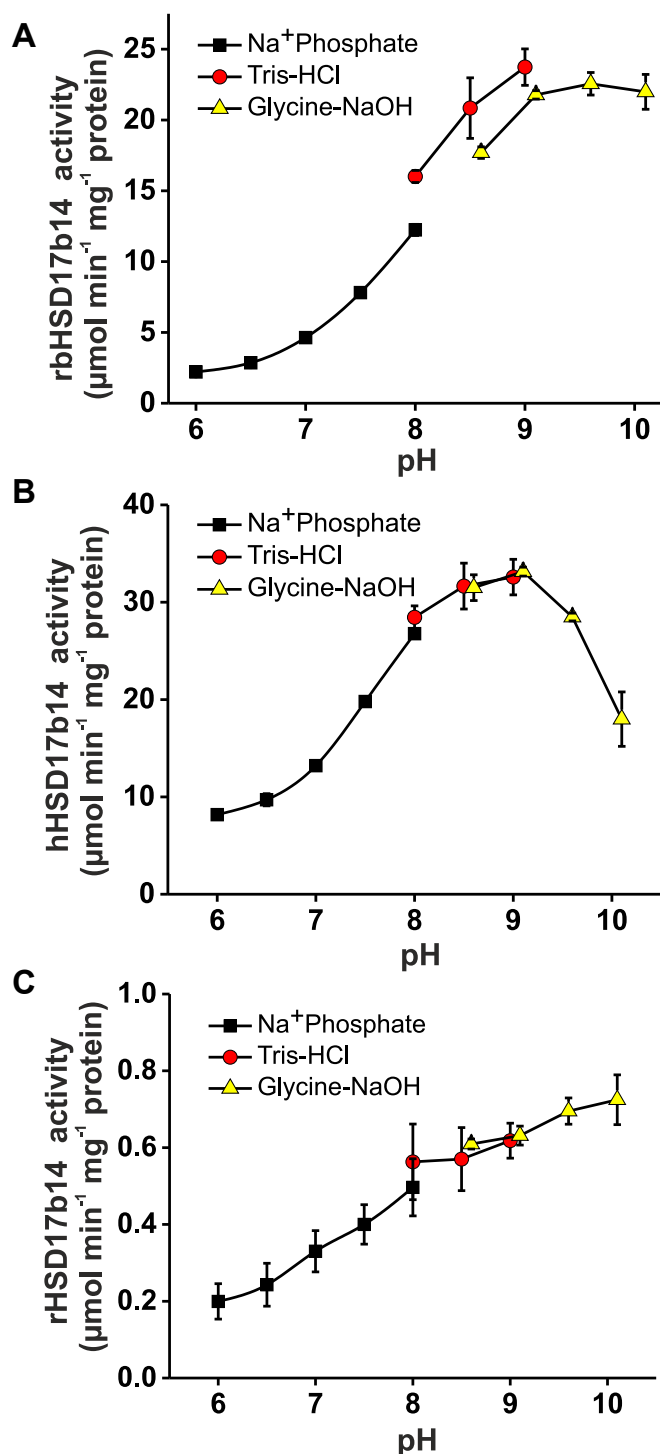 A
Na⁺Phosphate
Tris-HCl
Glycine-NaOH
rbHSD17b14 activity
(µmol min⁻¹ mg⁻¹ protein)
25
20
15
10
5
0
6 7 8 9 10
pH
B
Na⁺Phosphate
Tris-HCl
Glycine-NaOH
hHSD17b14 activity
(µmol min⁻¹ mg⁻¹ protein)
40
30
20
10
0
6 7 8 9 10
pH
C
Na⁺Phosphate
Tris-HCl
Glycine-NaOH
rHSD17b14 activity
(µmol min⁻¹ mg⁻¹ protein)
1.0
0.8
0.6
0.4
0.2
0.0
6 7 8 9 10
pH